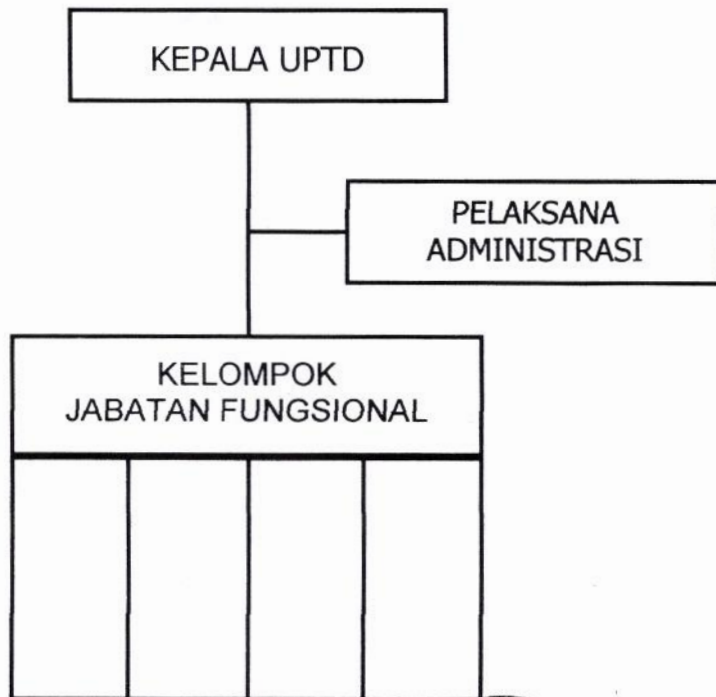 KEPALA UPTD
PELAKSANA
ADMINISTRASI
KELOMPOK
JABATAN FUNGSIONAL